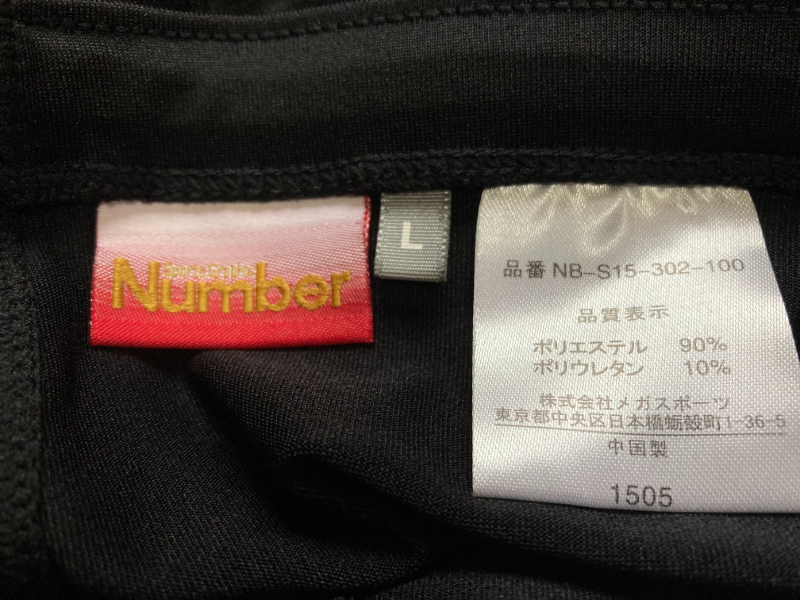 Number
L
品番 NB-S15-302-100
品質表示
ポリエステル 90%
ポリウレタン 10%
株式会社メガスポーツ
東京都中央区日本橋蛎殻町1-36-5
中国製
1505